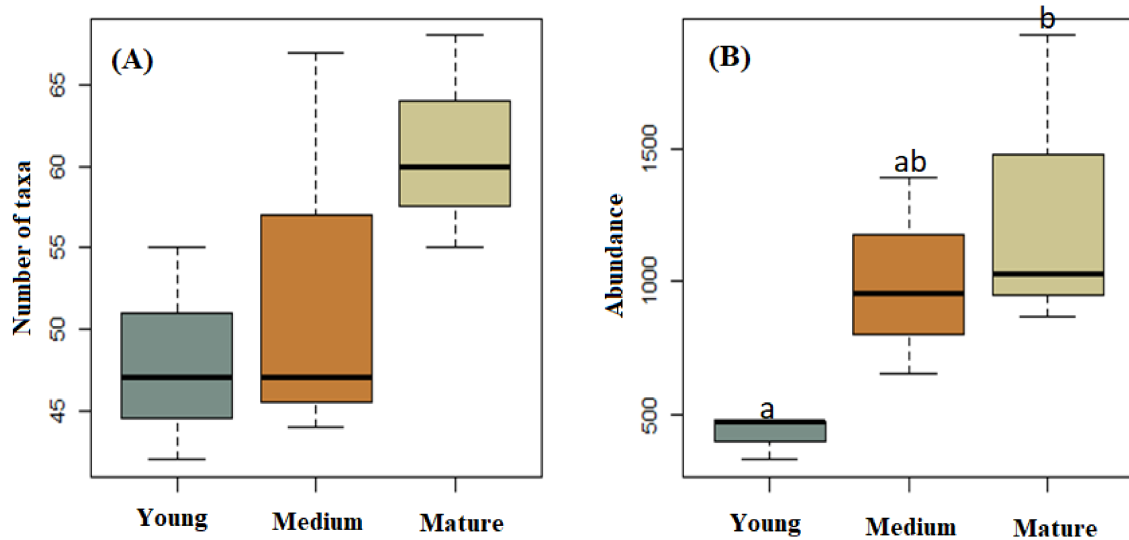 (A)
Number of taxa
65
60
55
50
45
Young
Medium
Mature
(B)
Abundance
1500
1000
500
a
ab
b
Young
Medium
Mature